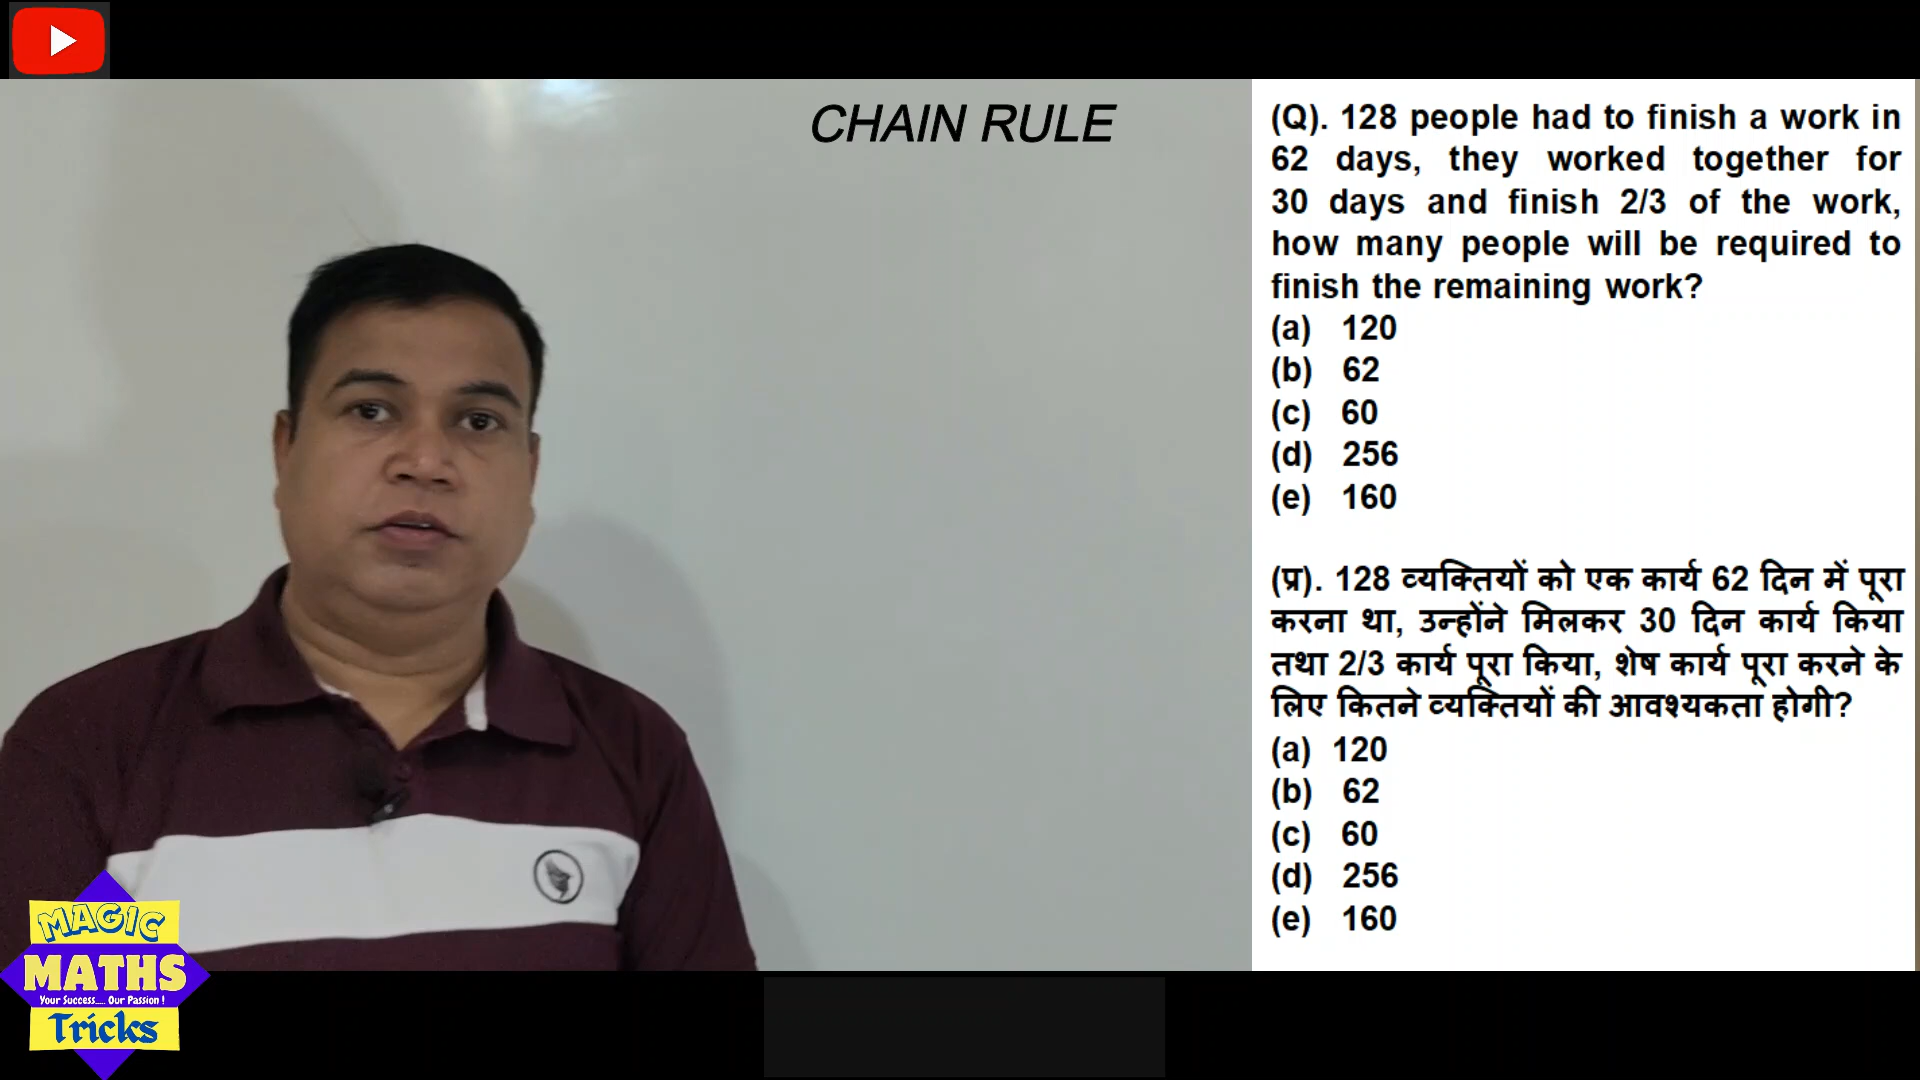 CHAIN RULE
(Q). 128 people had to finish a work in
62 days, they worked together for
30 days and finish 2/3 of the work,
how many people will be required to
finish the remaining work?
(a) 120
(b) 62
(c) 60
(d) 256
(e) 160
(प्र). 128 व्यक्तियों को एक कार्य 62 दिन में पूरा
करना था, उन्होंने मिलकर 30 दिन कार्य किया
तथा 2/3 कार्य पूरा किया, शेष कार्य पूरा करने के
लिए कितने व्यक्तियों की आवश्यकता होगी?
(a) 120
(b) 62
(c) 60
(d) 256
(e) 160
MAGIC
MATHS
Your Success.... Our Passion !
Tricks